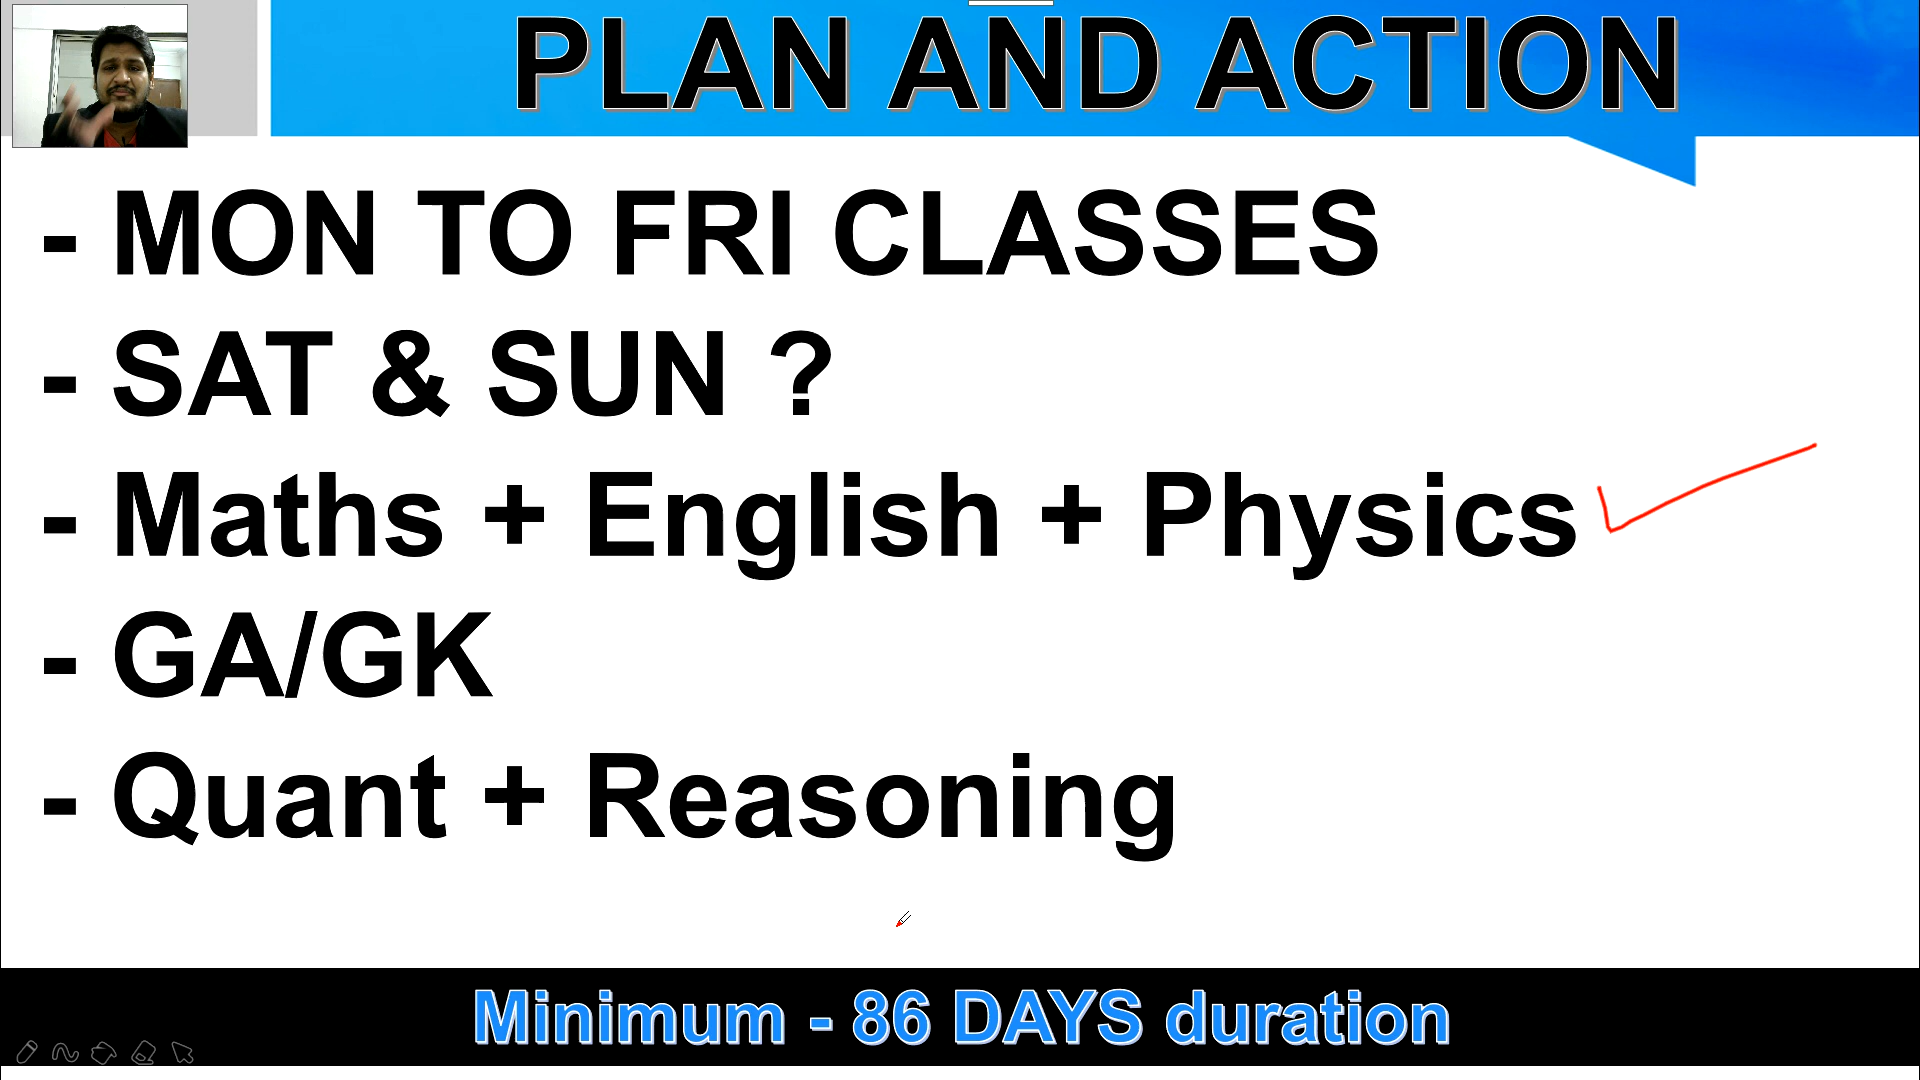 PLAN AND ACTION
- MON TO FRI CLASSES
- SAT & SUN ?
- Maths + English + Physics
- GA/GK
- Quant + Reasoning
Minimum - 86 DAYS duration